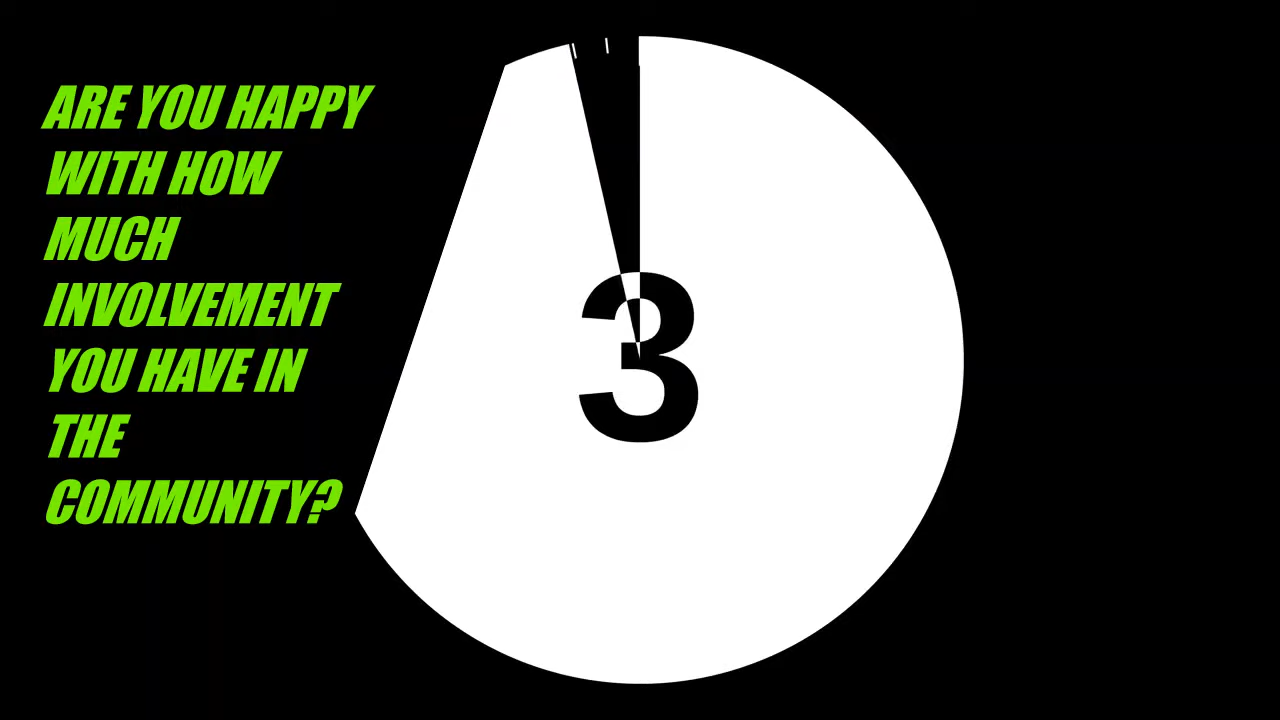 ARE YOU HAPPY
WITH HOW
MUCH
INVOLVEMENT
YOU HAVE IN
THE
COMMUNITY?
3